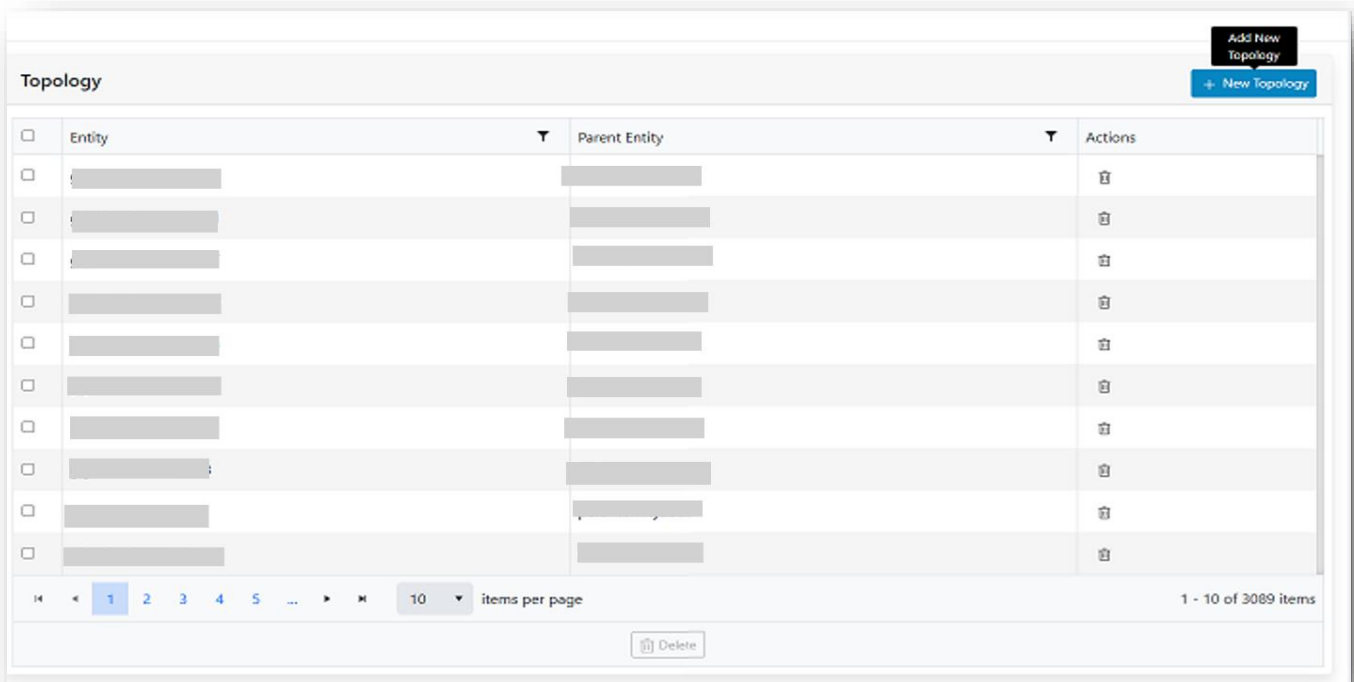 Add New
Topology
Topology
+ New Topology
Entity
Parent Entity
Actions
1 2 3 4 5 ... 10 items per page
1 - 10 of 3089 items
Delete